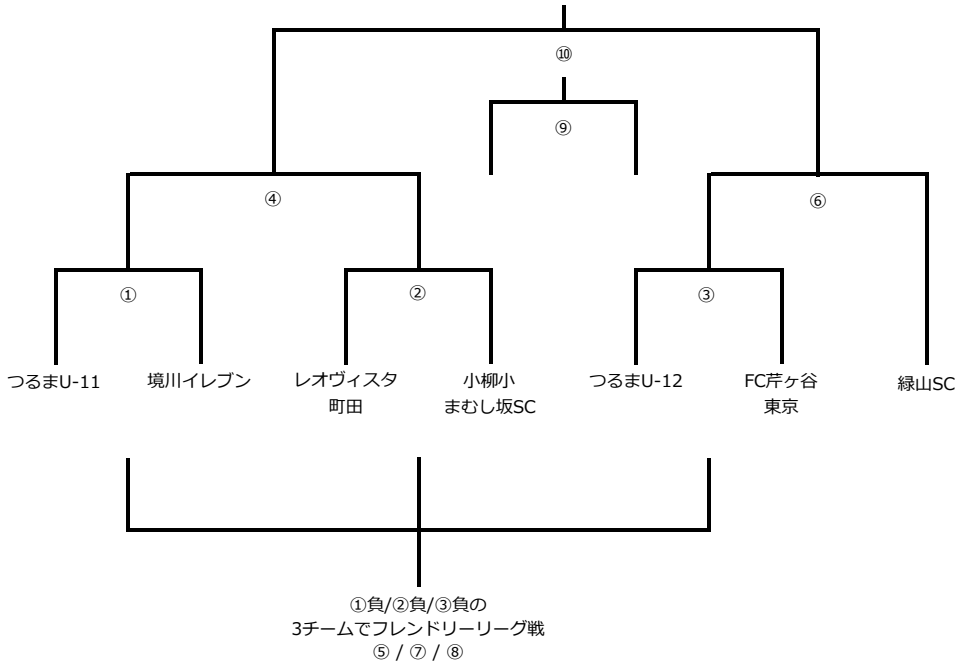 ⑩
⑨
④
⑥
①
②
③
つるまU-11
境川イレブン
レオヴィスタ
町田
小柳小
まむし坂SC
つるまU-12
FC芹ヶ谷
東京
緑山SC
①負/②負/③負の
3チームでフレンドリーリーグ戦
⑤ / ⑦ / ⑧